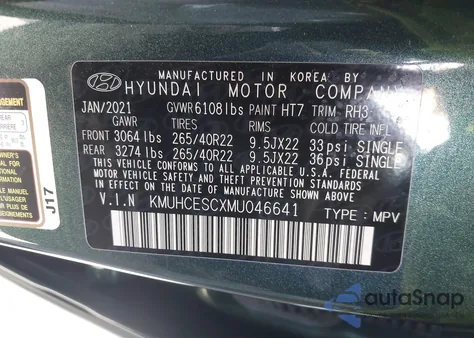 MANUFACTURED IN KOREA BY
HYUNDAI MOTOR COMPANY
JAN/2021 GVWR 6108 lbs PAINT HT7 TRIM RH3
GAWR TIRES RIMS COLD TIRE INFL.
FRONT 3064 lbs 265/40R22 9.5JX22 33psi SINGLE
REAR 3274 lbs 265/40R22 9.5JX22 36psi SINGLE
THIS VEHICLE CONFORMS TO ALL APPLICABLE U.S.A. FEDERAL
MOTOR VEHICLE SAFETY AND THEFT PREVENTION STANDARDS IN
EFFECT ON THE DATE OF MANUFACTURE SHOWN ABOVE.
V.I.N KMUHCESCXMU046641 TYPE : MPV
J17
autoSnap